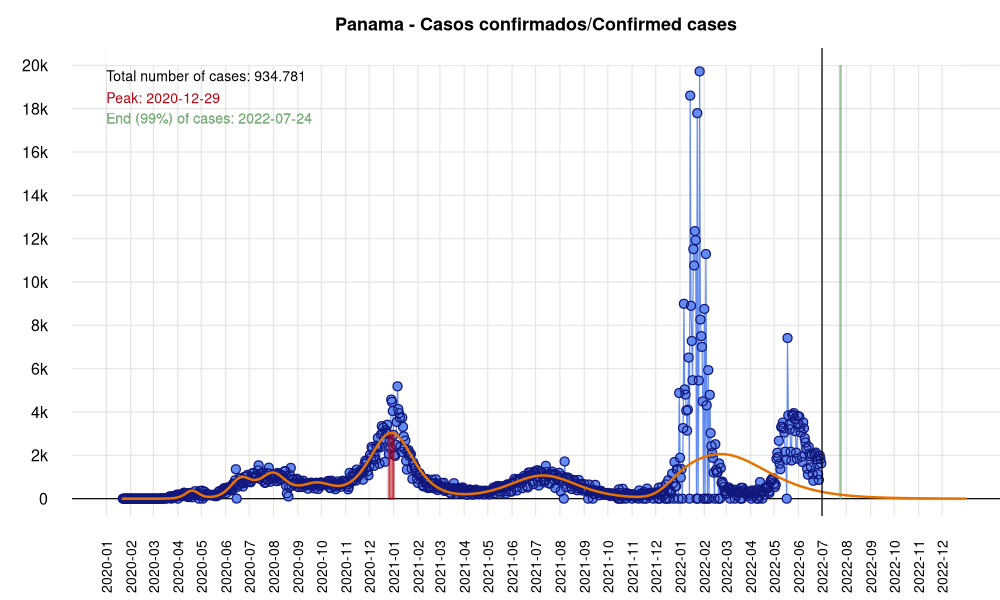 Panama - Casos confirmados/Confirmed cases
Total number of cases: 934.781
Peak: 2020-12-29
End (99%) of cases: 2022-07-24
20k
18k
16k
14k
12k
10k
8k
6k
4k
2k
0
2020-01
2020-02
2020-03
2020-04
2020-05
2020-06
2020-07
2020-08
2020-09
2020-10
2020-11
2020-12
2021-01
2021-02
2021-03
2021-04
2021-05
2021-06
2021-07
2021-08
2021-09
2021-10
2021-11
2021-12
2022-01
2022-02
2022-03
2022-04
2022-05
2022-06
2022-07
2022-08
2022-09
2022-10
2022-11
2022-12